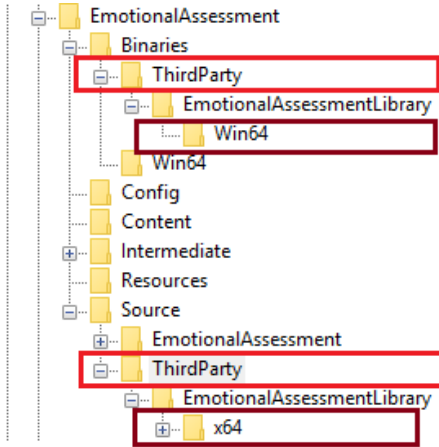 EmotionalAssessment
Binaries
ThirdParty
EmotionalAssessmentLibrary
Win64
Win64
Config
Content
Intermediate
Resources
Source
EmotionalAssessment
ThirdParty
EmotionalAssessmentLibrary
x64